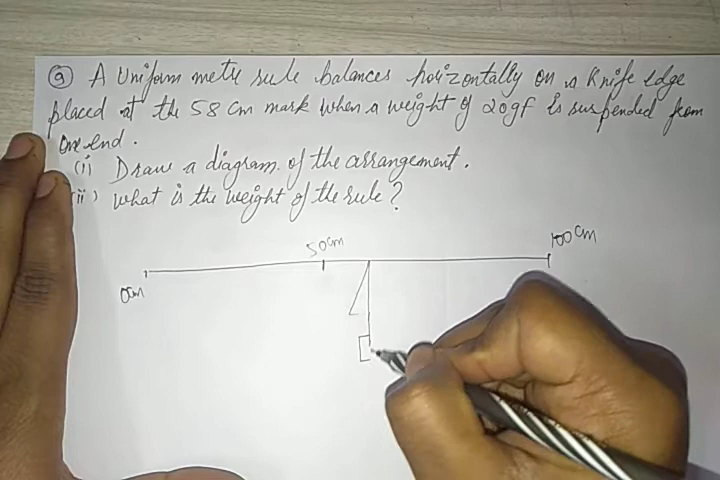 9 A Uniform metre rule balances horizontally on a Knife edge
placed at the 58 cm mark when a weight of 20gf is suspended from
one end.
(i) Draw a diagram of the arrangement.
(ii) What is the weight of the rule?
50cm
100cm
0cm